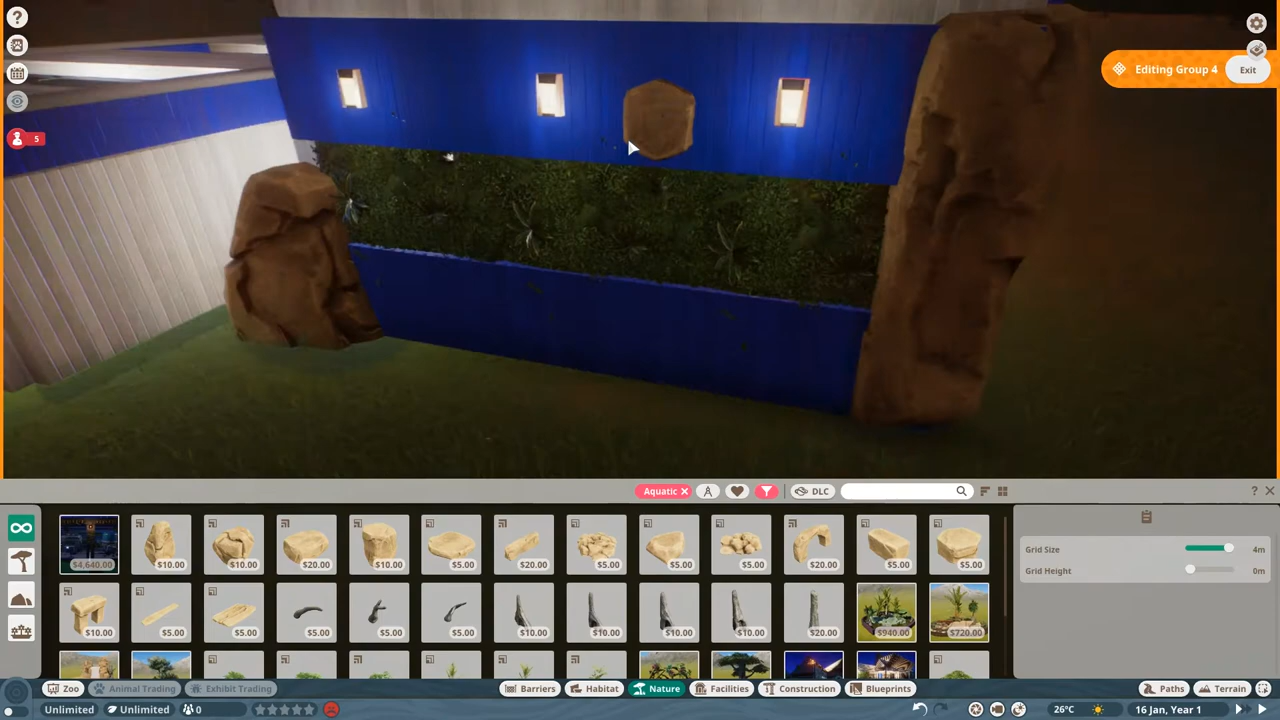 ?
Editing Group 4
Exit
5
Aquatic ×
DLC
? ×
$4,640.00
$10.00
$10.00
$20.00
$10.00
$5.00
$20.00
$5.00
$5.00
$5.00
$20.00
$10.00
$5.00
$10.00
$5.00
$5.00
$5.00
$5.00
$5.00
$10.00
$10.00
$10.00
$10.00
$20.00
$940.00
$720.00
Grid Size 4m
Grid Height 0m
Zoo
Animal Trading
Exhibit Trading
Barriers
Habitat
Nature
Facilities
Construction
Blueprints
Paths
Terrain
Unlimited
Unlimited
0
26°C
16 Jan, Year 1